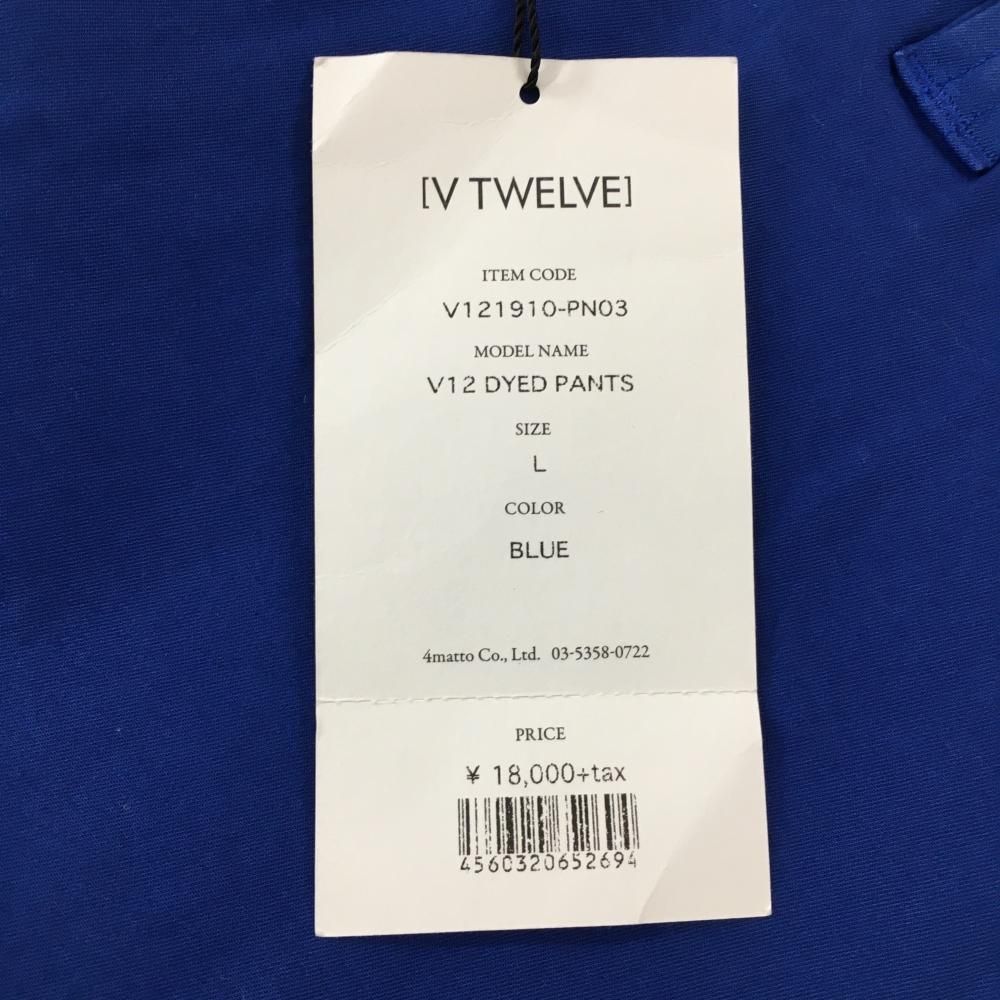 [V TWELVE]
ITEM CODE
V121910-PN03
MODEL NAME
V12 DYED PANTS
SIZE
L
COLOR
BLUE
4matto Co., Ltd. 03-5358-0722
PRICE
¥ 18,000+tax
4560320652694